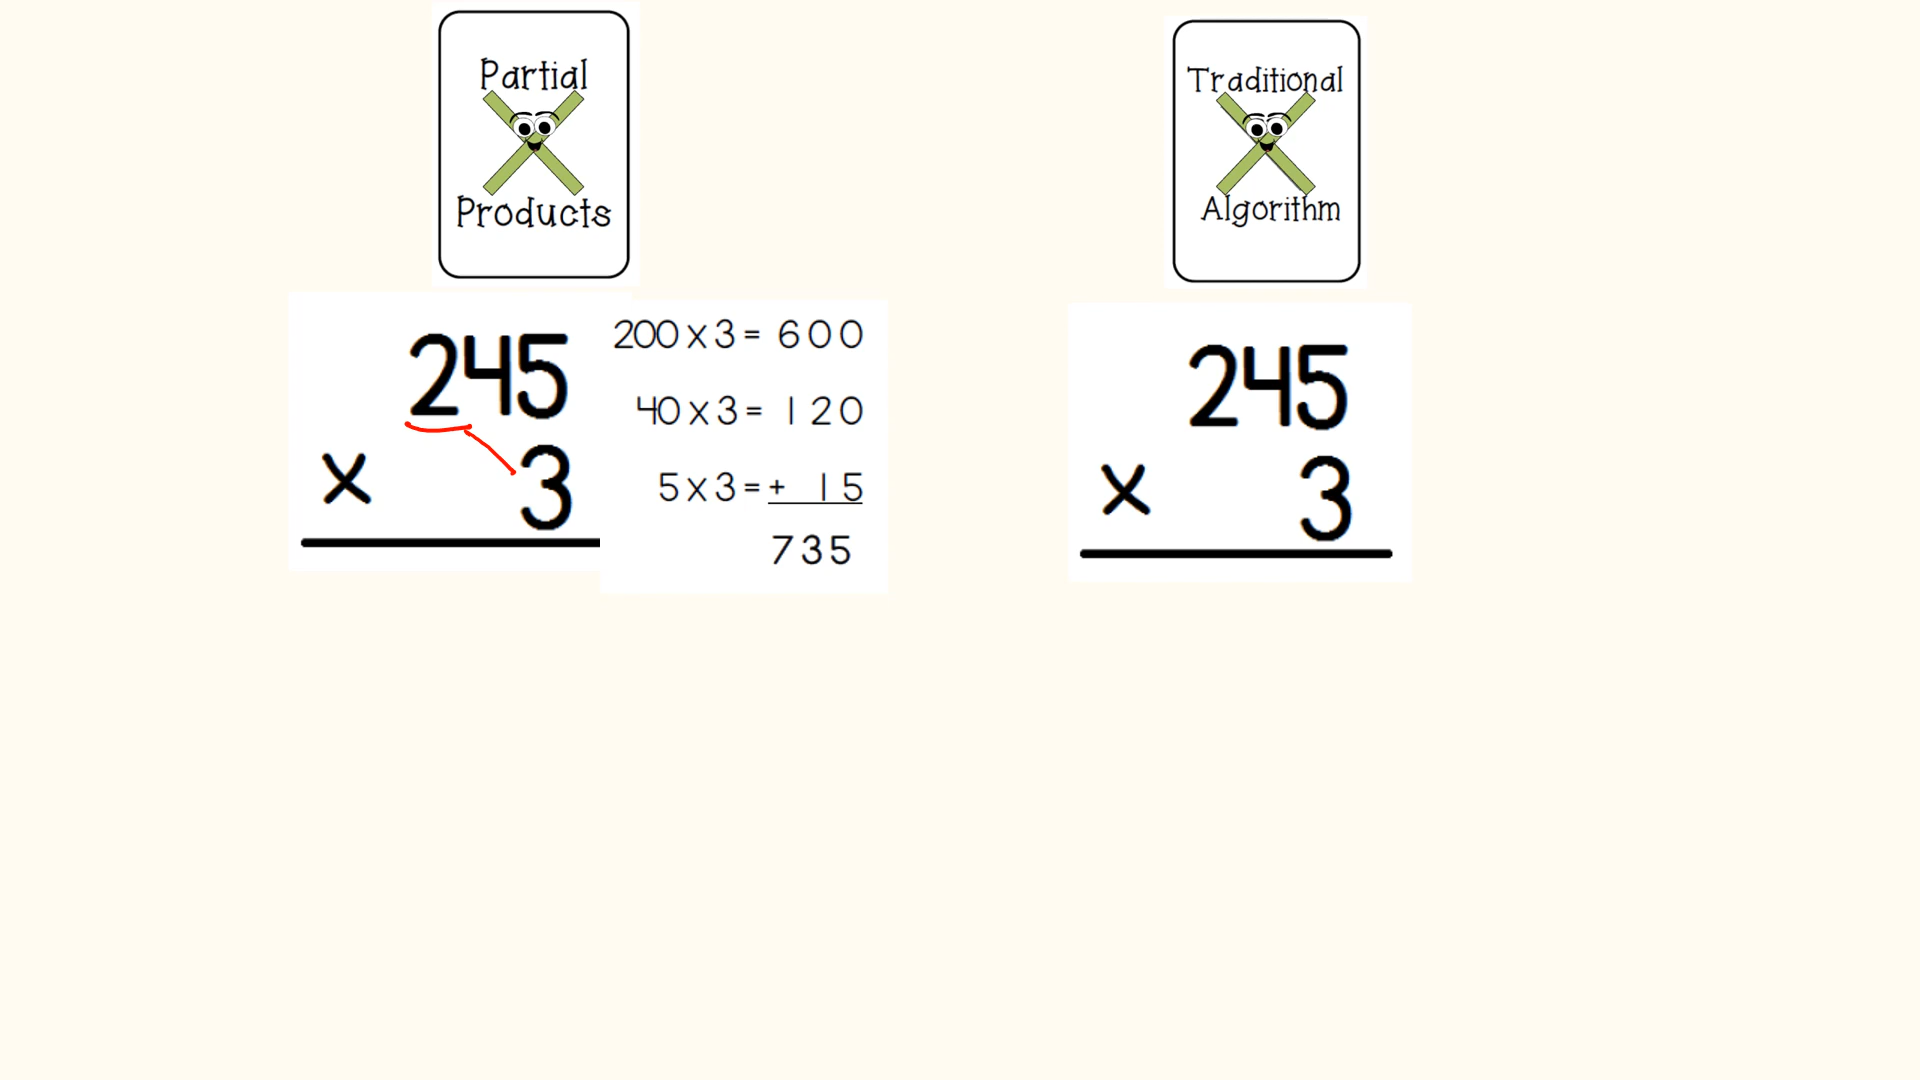 Partial
Products
245
x 3
200 x 3 = 600
40 x 3 = 120
5 x 3 = + 15
735
Traditional
Algorithm
245
x 3